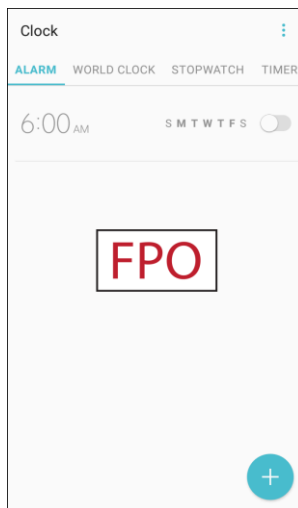 Clock
ALARM WORLD CLOCK STOPWATCH TIMER
6:00 AM S M T W T F S
FPO